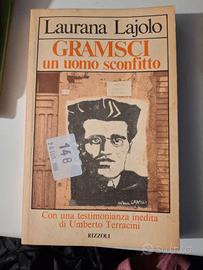 Laurana Lajolo
GRAMSCI
un uomo sconfitto
148
Con una testimonianza inedita
di Umberto Terracini
RIZZOLI